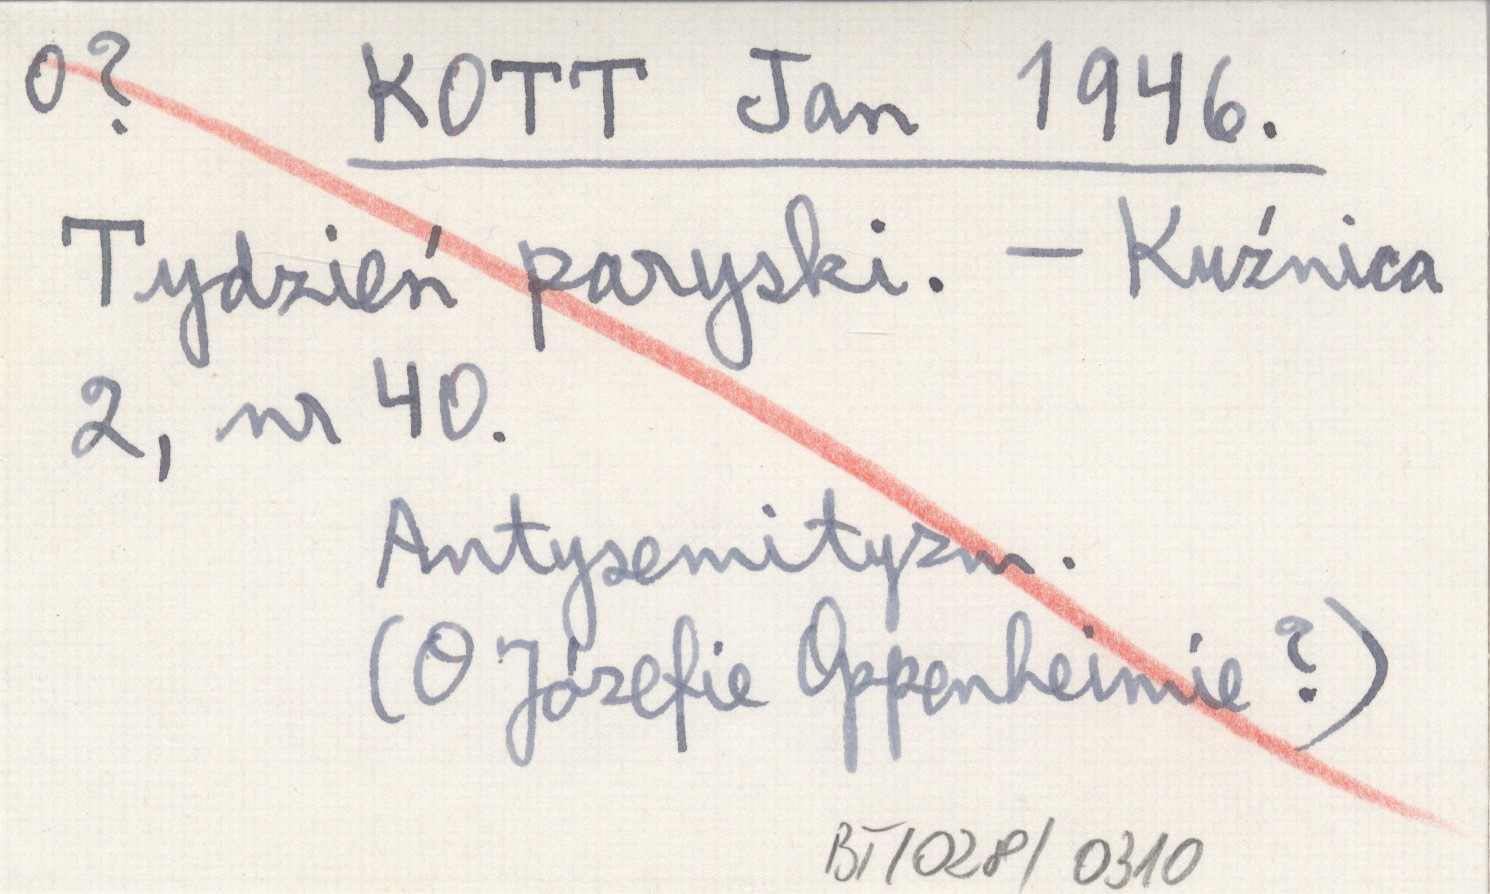 O? KOTT Jan 1946.
Tydzień paryski. — Kuźnica
2, nr 40.
Antysemityzm.
(O Józefie Oppenheimie?)
BT/028/0310